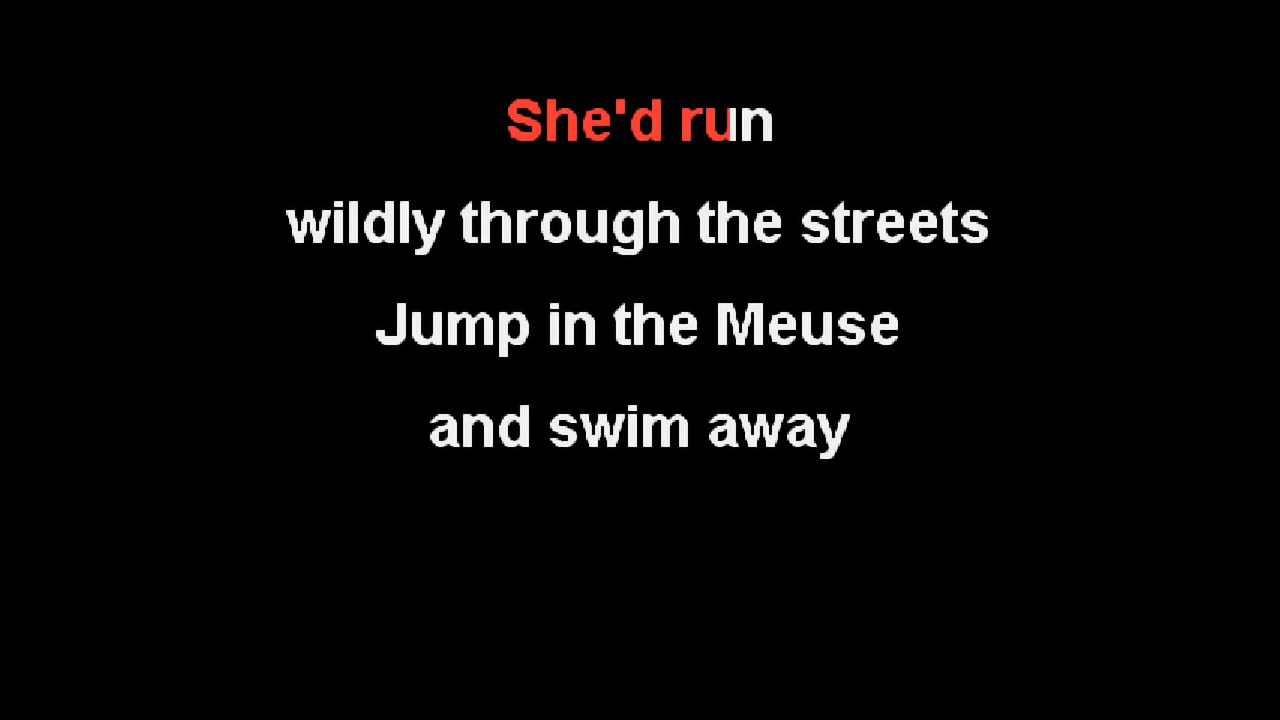 She'd run
wildly through the streets
Jump in the Meuse
and swim away